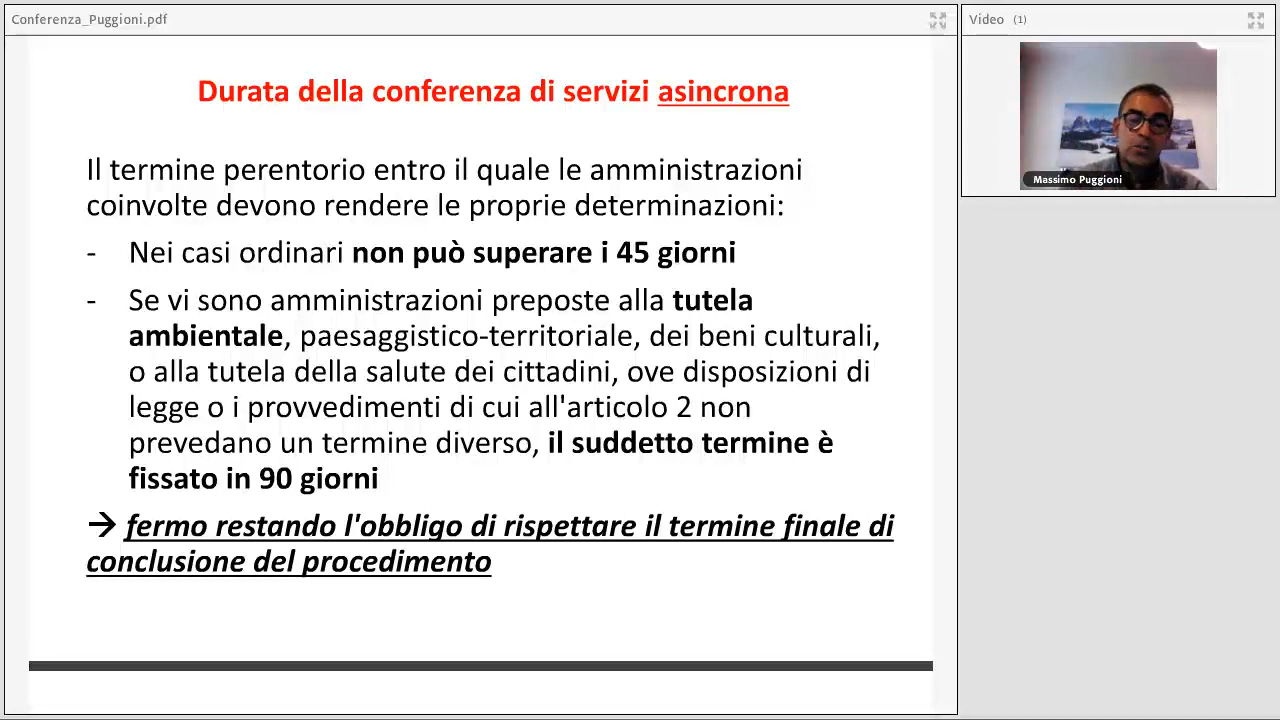 Conferenza_Puggioni.pdf
Video (1)
Massimo Puggioni
Durata della conferenza di servizi asincrona
Il termine perentorio entro il quale le amministrazioni
coinvolte devono rendere le proprie determinazioni:
- Nei casi ordinari non può superare i 45 giorni
- Se vi sono amministrazioni preposte alla tutela
ambientale, paesaggistico-territoriale, dei beni culturali,
o alla tutela della salute dei cittadini, ove disposizioni di
legge o i provvedimenti di cui all'articolo 2 non
prevedano un termine diverso, il suddetto termine è
fissato in 90 giorni
→ fermo restando l'obbligo di rispettare il termine finale di
conclusione del procedimento